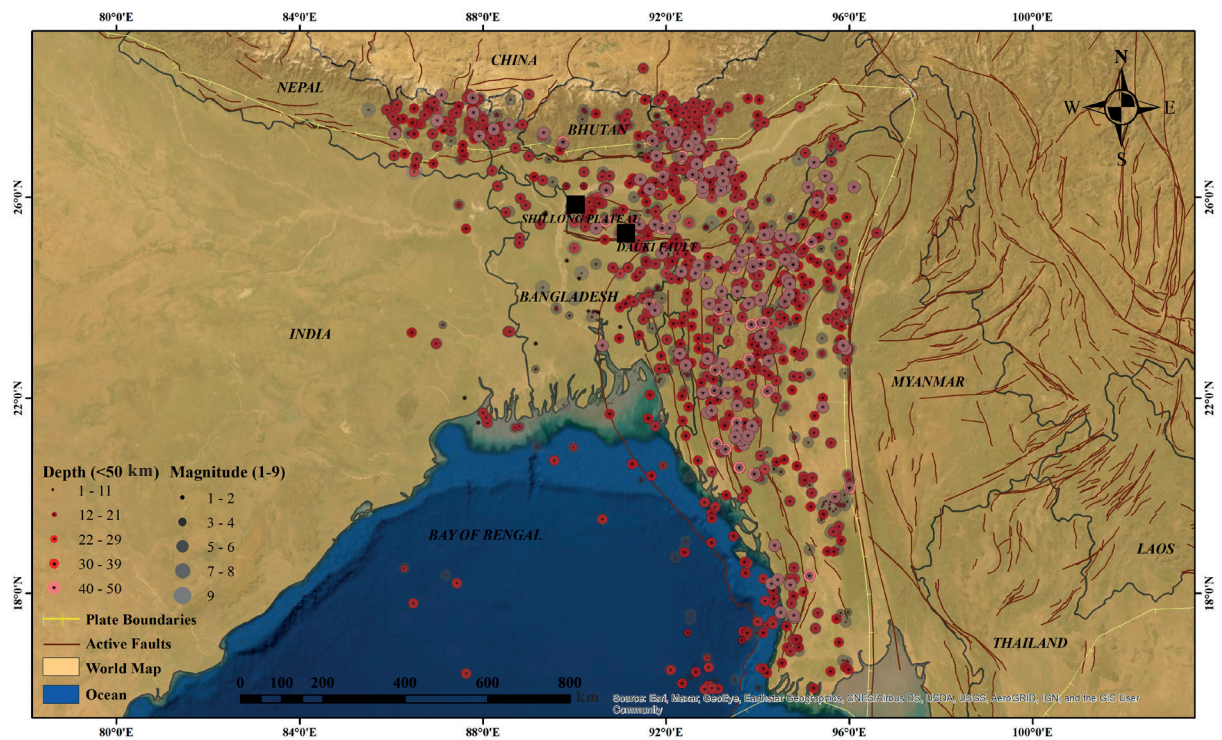 80°0'E 84°0'E 88°0'E 92°0'E 96°0'E 100°0'E
CHINA
N
NEPAL
W E
BHUTAN
S
26°0'N 26°0'N
SHILLONG PLATEAU
DAUKI FAULT
BANGLADESH
INDIA
MYANMAR
22°0'N 22°0'N
Depth (<50 km) Magnitude (1-9)
1 - 11 1 - 2
12 - 21 3 - 4
22 - 29 5 - 6
30 - 39 7 - 8
40 - 50 9
BAY OF BENGAL
LAOS
18°0'N 18°0'N
Plate Boundaries
Active Faults
THAILAND
World Map
Ocean
0 50 100 200 400 600 800
km
Source: Esri, Maxar, GeoEye, Earthstar Geographics, CNES/Airbus DS, USDA, USGS, AeroGRID, IGN, and the GIS User
Community
80°0'E 84°0'E 88°0'E 92°0'E 96°0'E 100°0'E